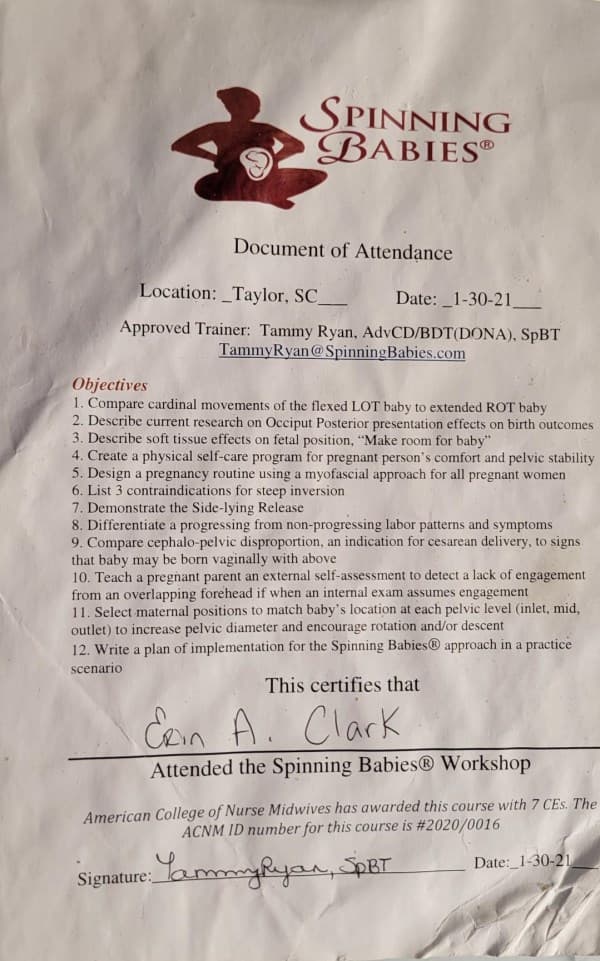 SPINNING
BABIES®
Document of Attendance
Location: _Taylor, SC___ Date: _1-30-21___
Approved Trainer: Tammy Ryan, AdvCD/BDT(DONA), SpBT
TammyRyan@SpinningBabies.com
Objectives
1. Compare cardinal movements of the flexed LOT baby to extended ROT baby
2. Describe current research on Occiput Posterior presentation effects on birth outcomes
3. Describe soft tissue effects on fetal position, “Make room for baby”
4. Create a physical self-care program for pregnant person’s comfort and pelvic stability
5. Design a pregnancy routine using a myofascial approach for all pregnant women
6. List 3 contraindications for steep inversion
7. Demonstrate the Side-lying Release
8. Differentiate a progressing from non-progressing labor patterns and symptoms
9. Compare cephalo-pelvic disproportion, an indication for cesarean delivery, to signs
that baby may be born vaginally with above
10. Teach a pregnant parent an external self-assessment to detect a lack of engagement
from an overlapping forehead if when an internal exam assumes engagement
11. Select maternal positions to match baby’s location at each pelvic level (inlet, mid,
outlet) to increase pelvic diameter and encourage rotation and/or descent
12. Write a plan of implementation for the Spinning Babies® approach in a practice
scenario
This certifies that
Erin A. Clark
Attended the Spinning Babies® Workshop
American College of Nurse Midwives has awarded this course with 7 CEs. The
ACNM ID number for this course is #2020/0016
Signature: TammyRyan, SpBT Date:_1-30-21___